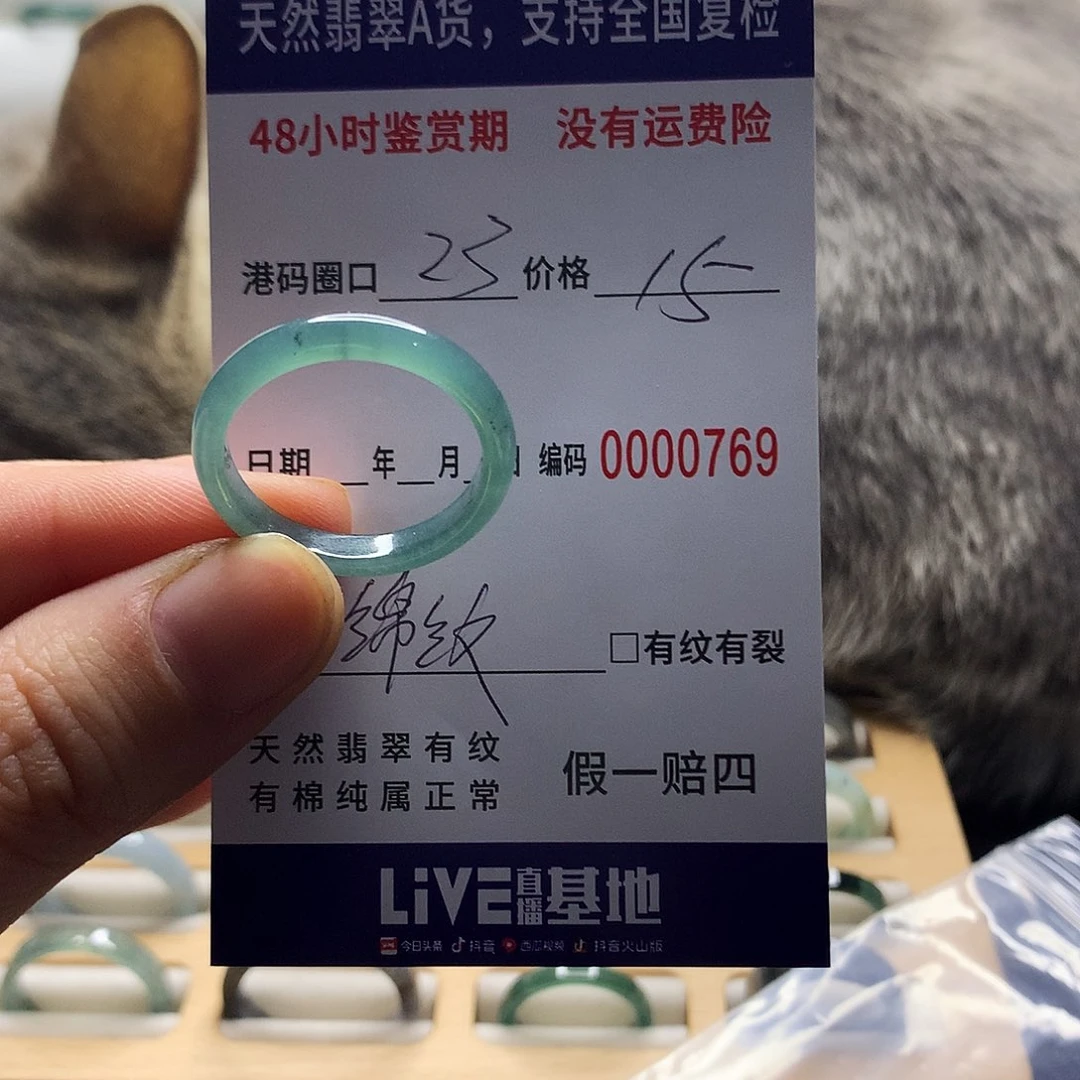 天然翡翠A货，支持全国复检
48小时鉴赏期 没有运费险
港码圈口 23 价格 15
日期 年 月 日 编码 0000769
绵纹 □有纹有裂
天然翡翠有纹
有棉纯属正常
假一赔四
LiVE直播基地
今日头条 抖音 西瓜视频 抖音火山版